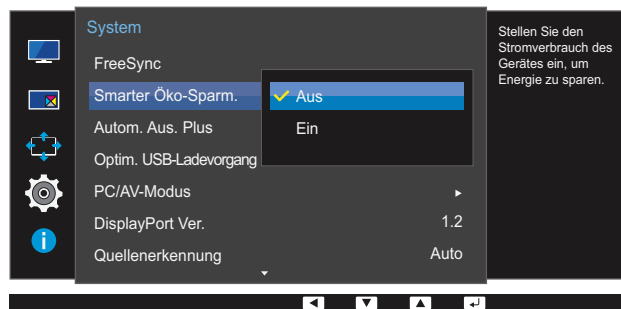 System
FreeSync
Smarter Öko-Sparm.
Aus
Autom. Aus. Plus
Ein
Optim. USB-Ladevorgang
PC/AV-Modus
DisplayPort Ver. 1.2
Quellenerkennung Auto
Stellen Sie den
Stromverbrauch des
Gerätes ein, um
Energie zu sparen.